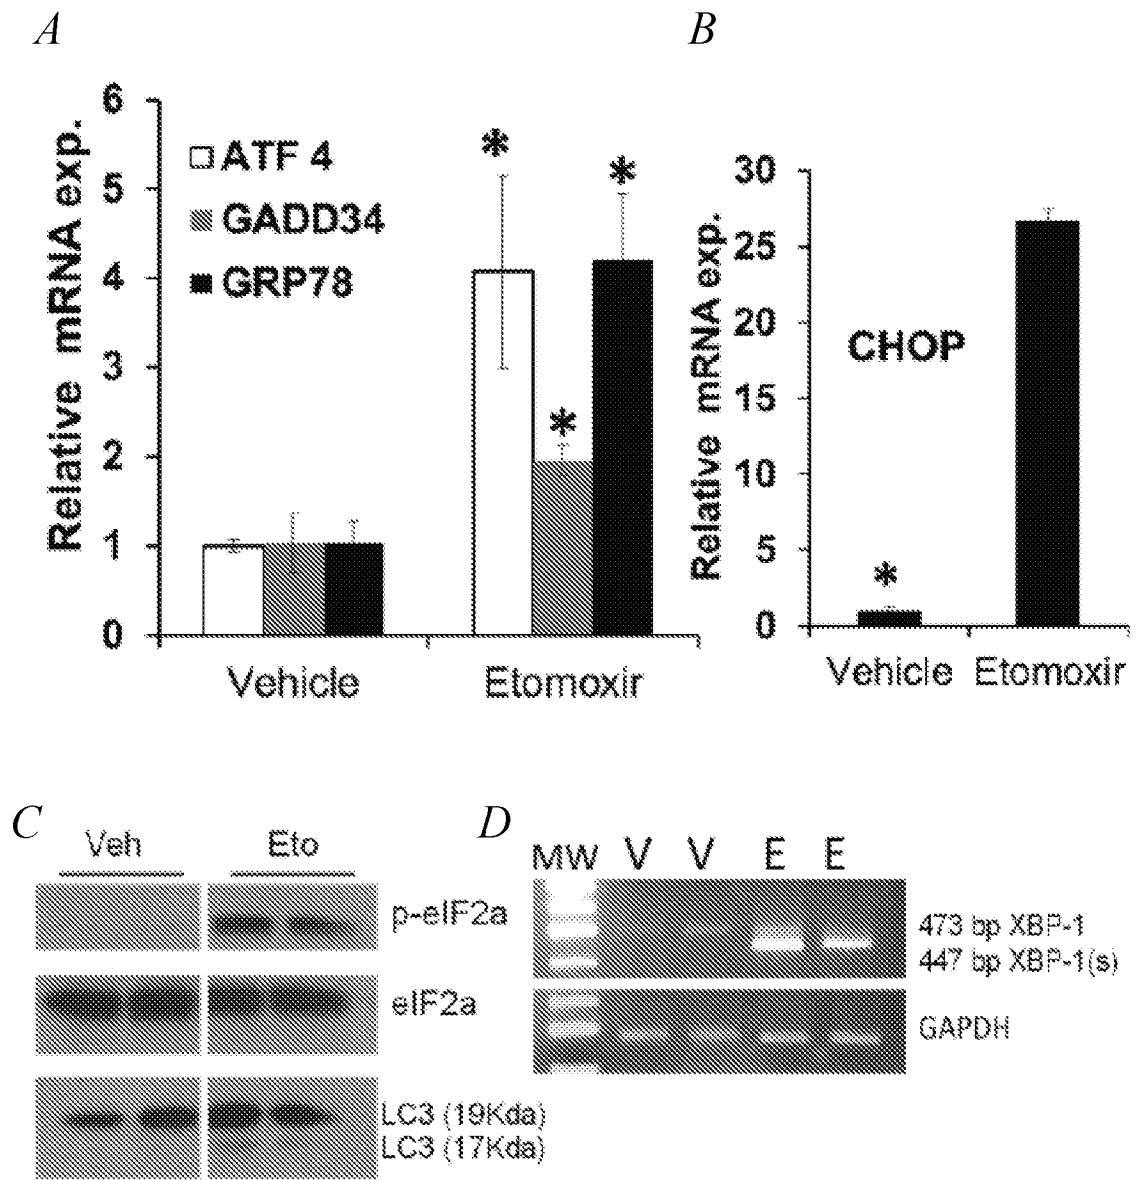 A
Relative mRNA exp.
6
5
4
3
2
1
0
ATF 4
GADD34
GRP78
*
*
*
Vehicle Etomoxir
B
Relative mRNA exp.
30
25
20
15
10
5
0
CHOP
*
Vehicle Etomoxir
C
Veh Eto
p-eIF2a
eIF2a
LC3 (19Kda)
LC3 (17Kda)
D
MW V V E E
473 bp XBP-1
447 bp XBP-1(s)
GAPDH